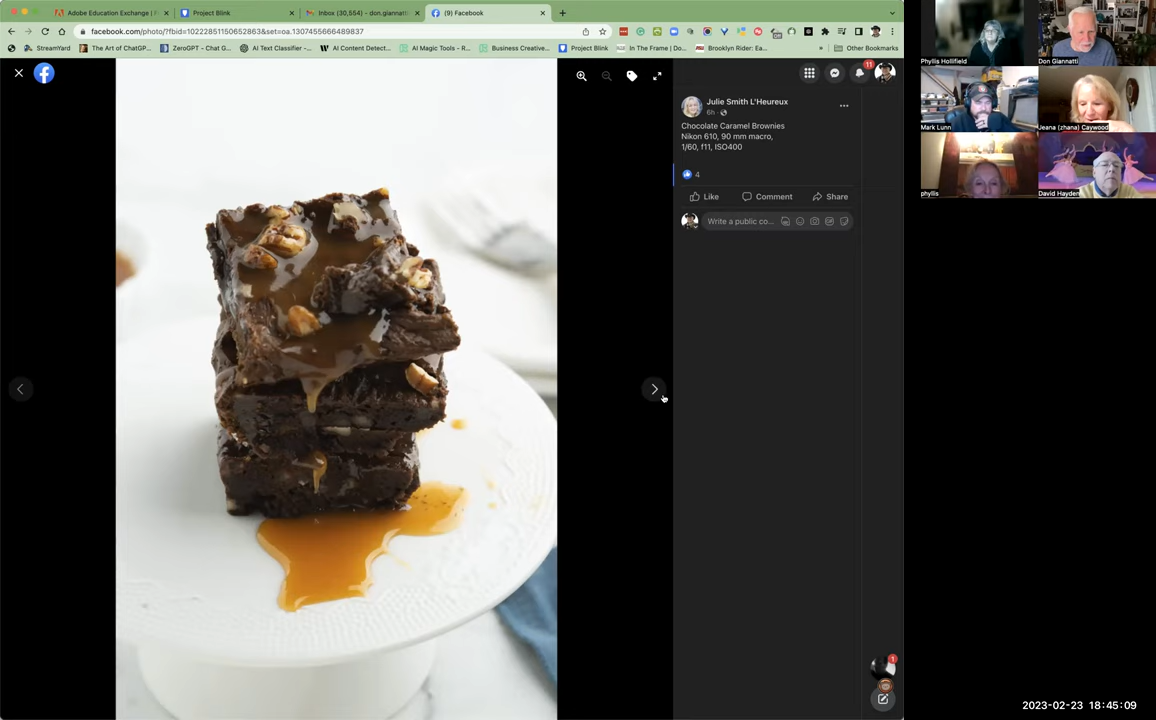 Adobe Education Exchange |
Project Blink
Inbox (30,554) - don.giannatti
(9) Facebook
facebook.com/photo/?fbid=10222851150652863&set=oa.1307455666489837
StreamYard
The Art of ChatGP...
ZeroGPT - Chat G...
AI Text Classifier -...
AI Content Detect...
AI Magic Tools - R...
Business Creative...
Project Blink
In The Frame | Do...
Brooklyn Rider: Ea...
»
Other Bookmarks
11
Julie Smith L'Heureux
6h
Chocolate Caramel Brownies
Nikon 610, 90 mm macro,
1/60, f11, ISO400
4
Like
Comment
Share
Write a public co...
1
Phyllis Hollifield
Don Giannatti
Mark Lunn
Jeana (zhana) Caywood
phyllis
David Hayden
2023-02-23 18:45:09